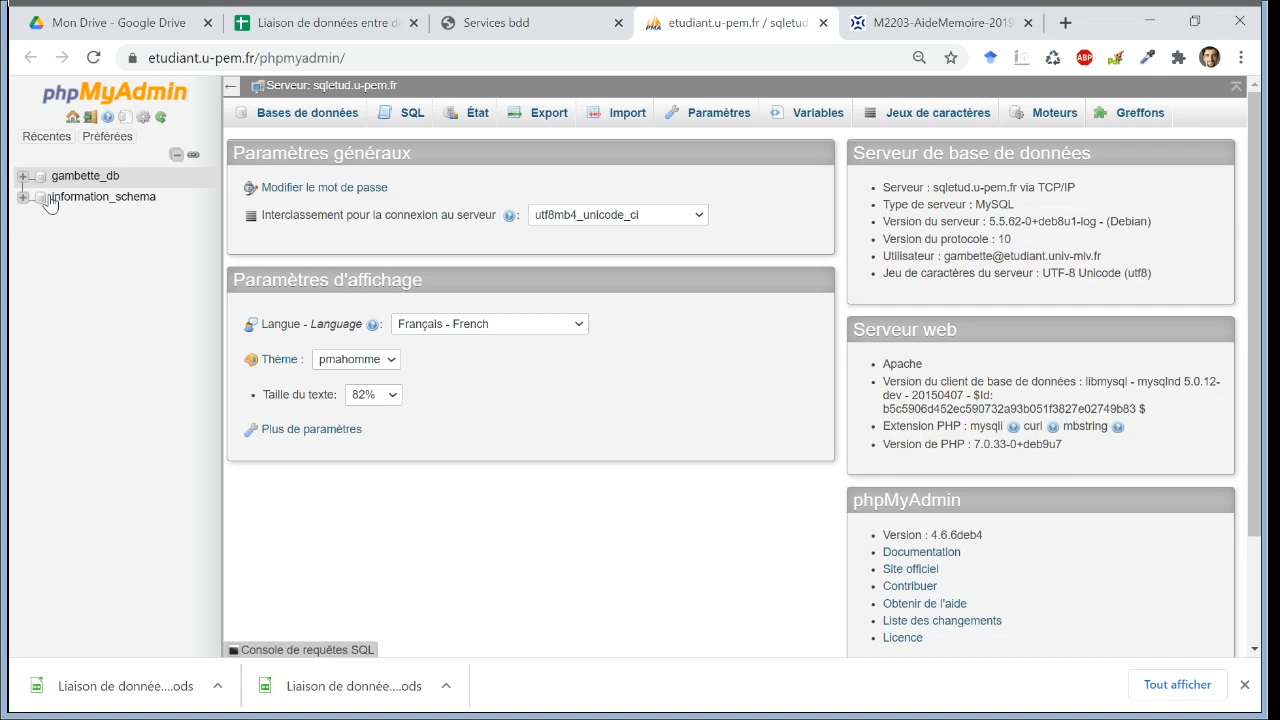 Mon Drive - Google Drive
Liaison de données entre de
Services bdd
etudiant.u-pem.fr / sqletud
M2203-AideMemoire-2019
etudiant.u-pem.fr/phpmyadmin/
phpMyAdmin
Récentes Préférées
gambette_db
information_schema
Serveur: sqletud.u-pem.fr
Bases de données SQL État Export Import Paramètres Variables Jeux de caractères Moteurs Greffons
Paramètres généraux
Modifier le mot de passe
Interclassement pour la connexion au serveur : utf8mb4_unicode_ci
Paramètres d'affichage
Langue - Language : Français - French
Thème : pmahomme
Taille du texte: 82%
Plus de paramètres
Serveur de base de données
Serveur : sqletud.u-pem.fr via TCP/IP
Type de serveur : MySQL
Version du serveur : 5.5.62-0+deb8u1-log - (Debian)
Version du protocole : 10
Utilisateur : gambette@etudiant.univ-mlv.fr
Jeu de caractères du serveur : UTF-8 Unicode (utf8)
Serveur web
Apache
Version du client de base de données : libmysql - mysqlnd 5.0.12-
dev - 20150407 - $Id:
b5c5906d452ec590732a93b051f3827e02749b83 $
Extension PHP : mysqli curl mbstring
Version de PHP : 7.0.33-0+deb9u7
phpMyAdmin
Version : 4.6.6deb4
Documentation
Site officiel
Contribuer
Obtenir de l'aide
Liste des changements
Licence
Console de requêtes SQL
Liaison de donnée....ods
Liaison de donnée....ods
Tout afficher